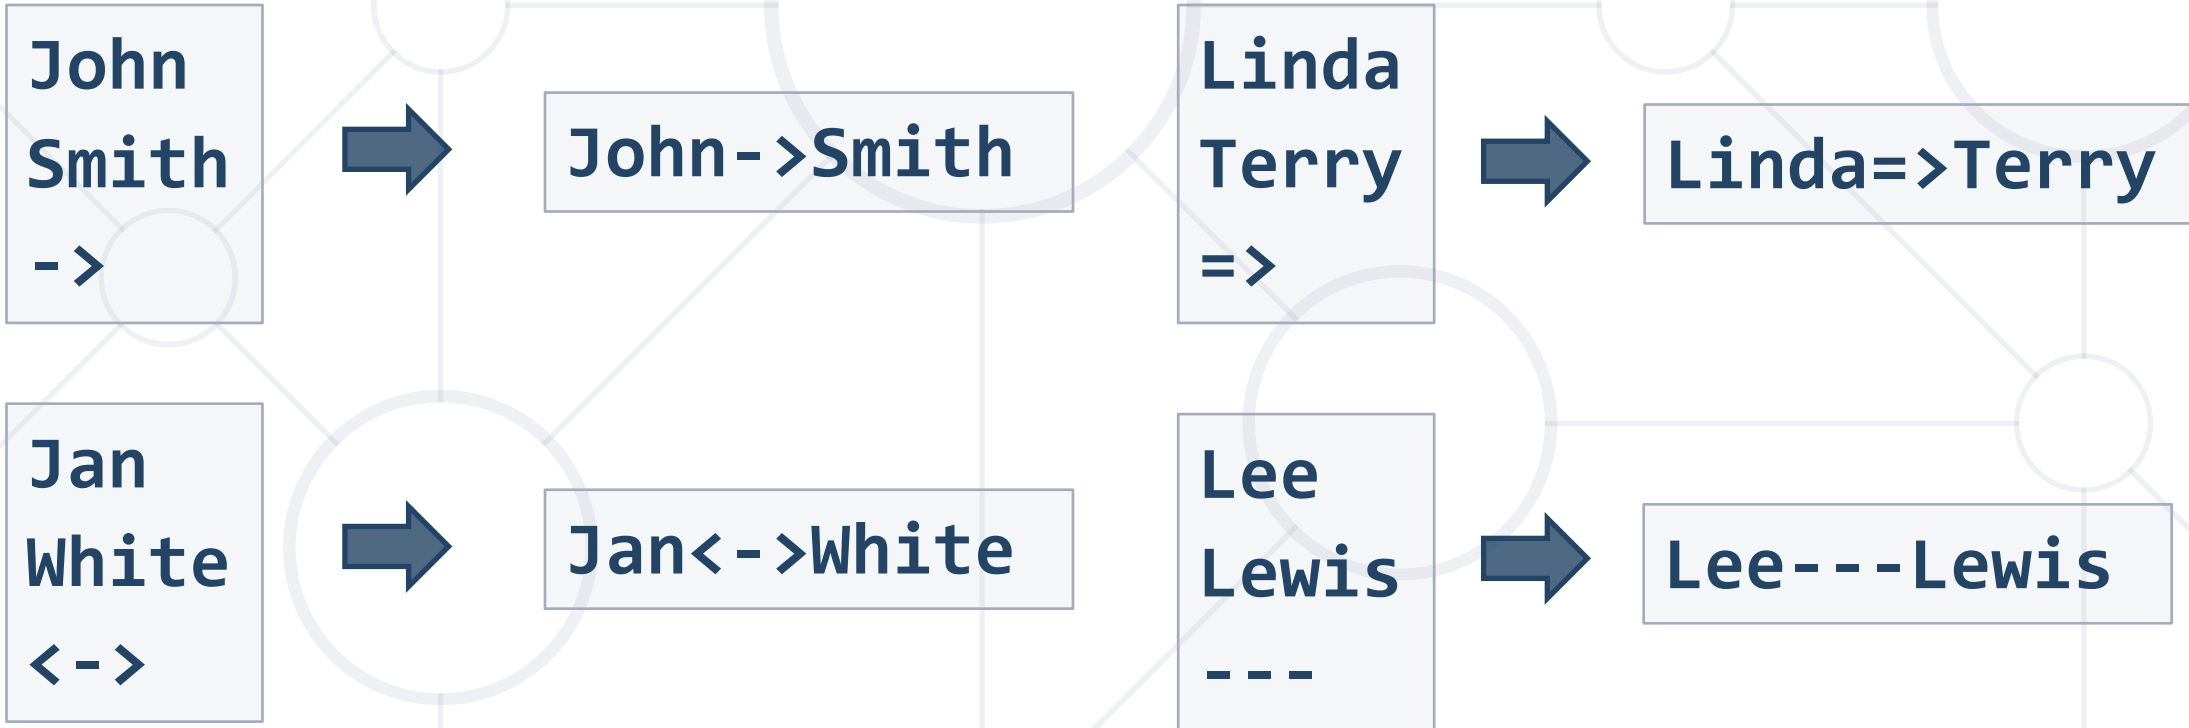 John
Smith
->
John->Smith
Linda
Terry
=>
Linda=>Terry
Jan
White
<->
Jan<->White
Lee
Lewis
---
Lee---Lewis